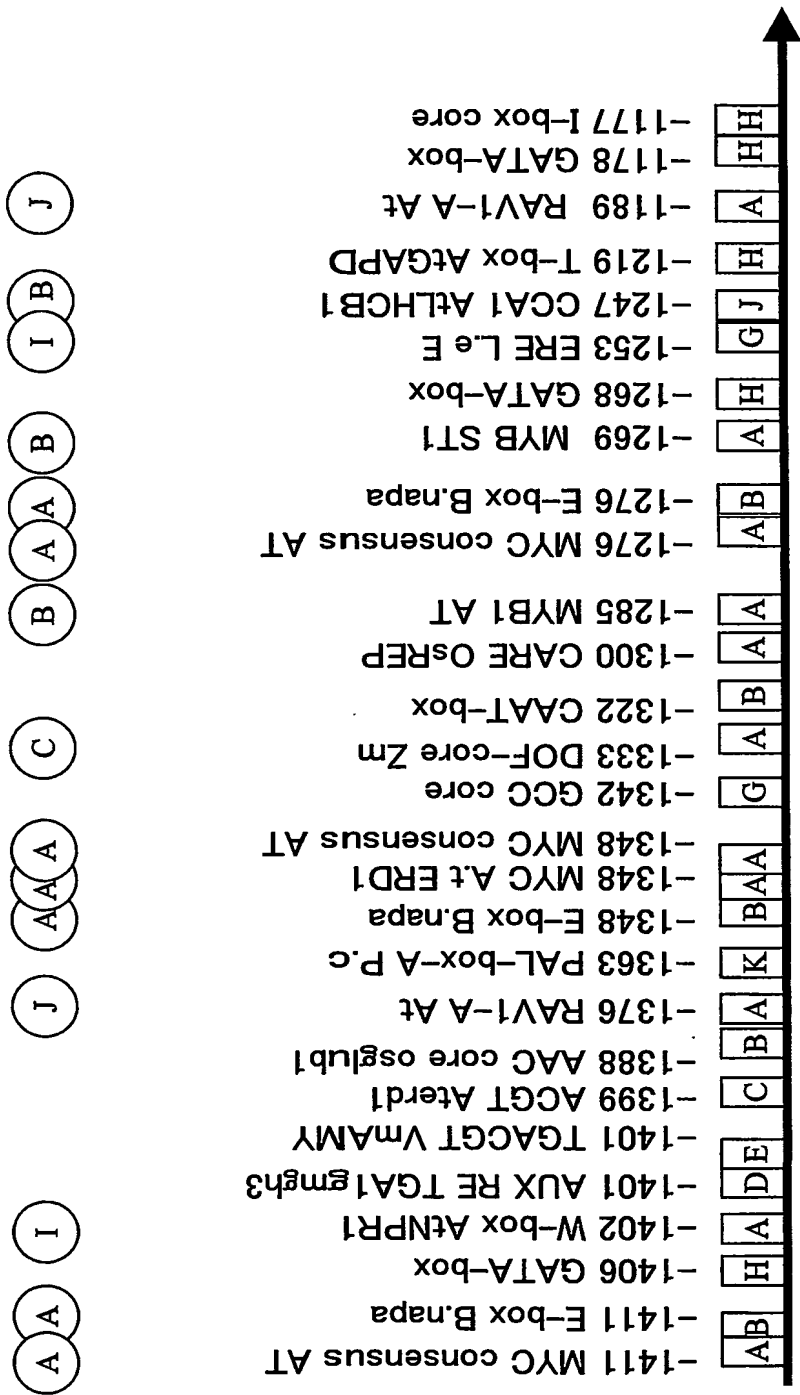 A -1411 MYC consensus AT A
B -1411 E-box B.napa A
H -1406 GATA-box
A -1402 W-box AtNPR1 I
D -1401 AUX RE TGA1gmgh3
E -1401 TGACGT VmAMY
C -1399 ACGT Aterd1
B -1388 AAC core osglub1
A -1376 RAV1-A At J
K -1363 PAL-box-A P.c
B -1348 E-box B.napa A
A -1348 MYC A.t ERD1 A
A -1348 MYC consensus AT A
G -1342 GCC core
A -1333 DOF-core Zm C
B -1322 CAAT-box
A -1300 CARE OsREP
A -1285 MYB1 AT B
A -1276 MYC consensus AT A
B -1276 E-box B.napa A
A -1269 MYB ST1 B
H -1268 GATA-box
G -1253 ERE L.e E I
J -1247 CCA1 AtLHCB1 B
H -1219 T-box AtGAPD
A -1189 RAV1-A At J
H -1178 GATA-box
H -1177 I-box core